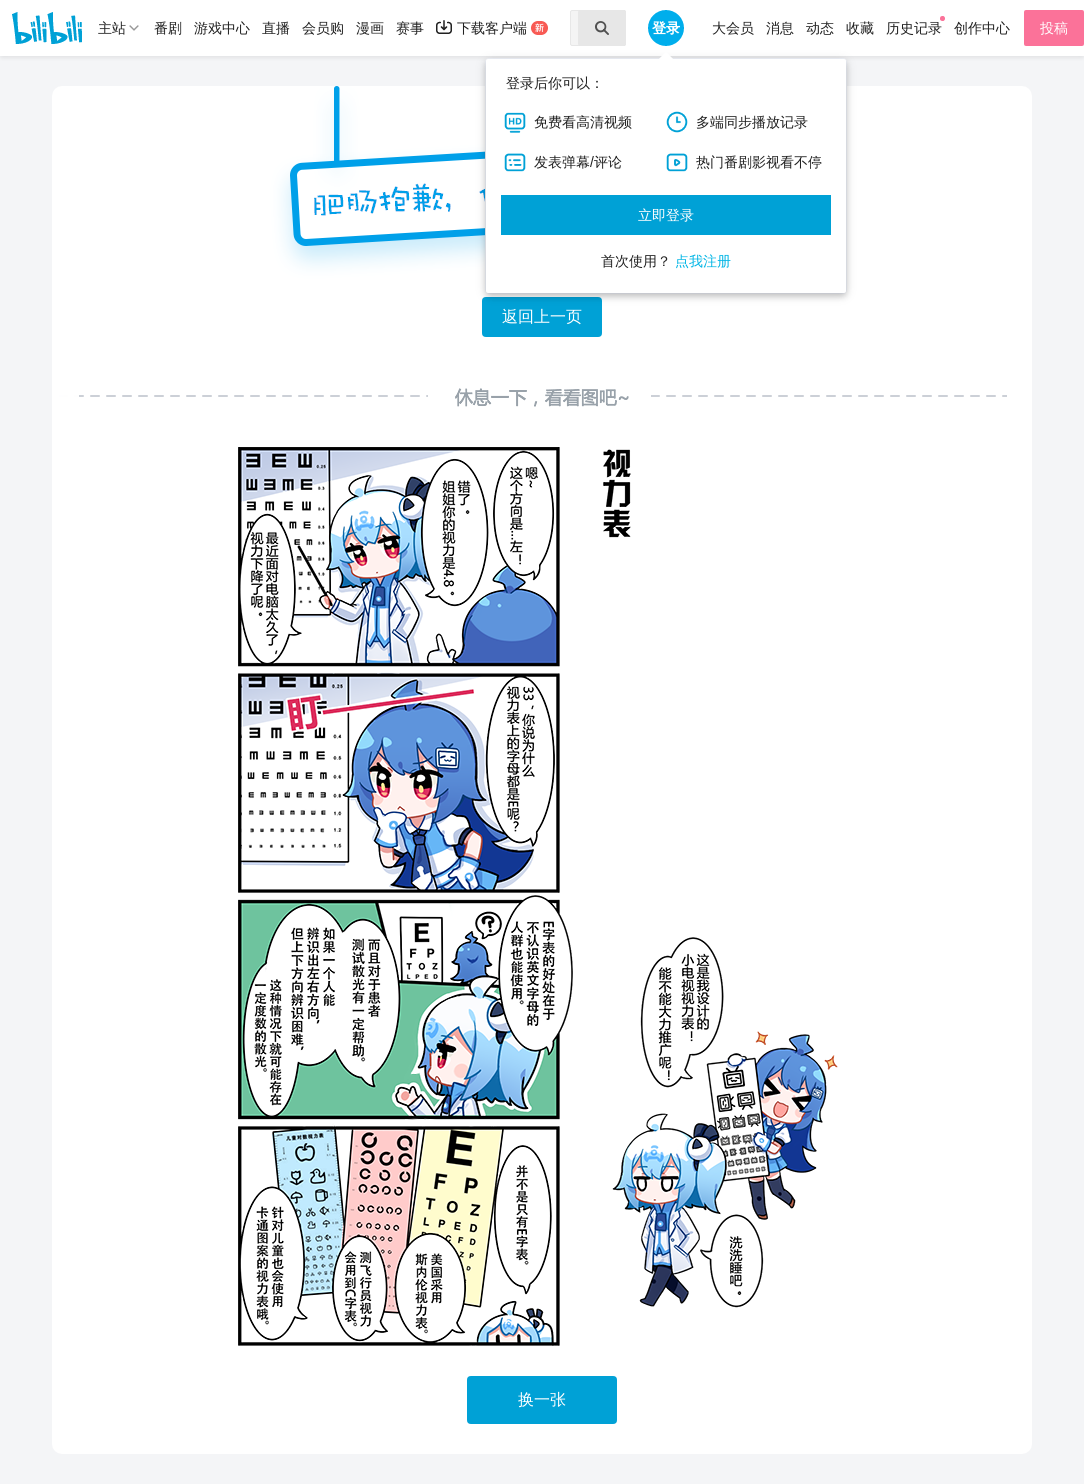 bilibili
主站
番剧
游戏中心
直播
会员购
漫画
赛事
下载客户端
新
登录
大会员
消息
动态
收藏
历史记录
创作中心
投稿
登录后你可以：
免费看高清视频
多端同步播放记录
发表弹幕/评论
热门番剧影视看不停
立即登录
首次使用？ 点我注册
肥肠抱歉，
返回上一页
休息一下，看看图吧~
视力表
嗯~
这个方向是...左！
错了。
姐姐你的视力是4.8。
最近面对电脑太久了，
视力下降了呢。
33，你说为什么
视力表上的字母都是E呢？
盯
E字表的好处在于
不认识英文字母的
人群也能使用。
而且对于患者
测试散光有一定帮助。
如果一个人能
辨识出左右方向，
但上下方向辨识困难，
这种情况下就可能存在
一定度数的散光。
E
F P
T O Z
L P E D
并不是只有E字表。
美国采用
斯内伦视力表。
测飞行员视力
会用到C字表。
针对儿童也会使用
卡通图案的视力表哦。
儿童对数视力表
E
F P
T O Z
L P E D
这是我设计的
小电视视力表！
能不能大力推广呢！
洗洗睡吧。
换一张